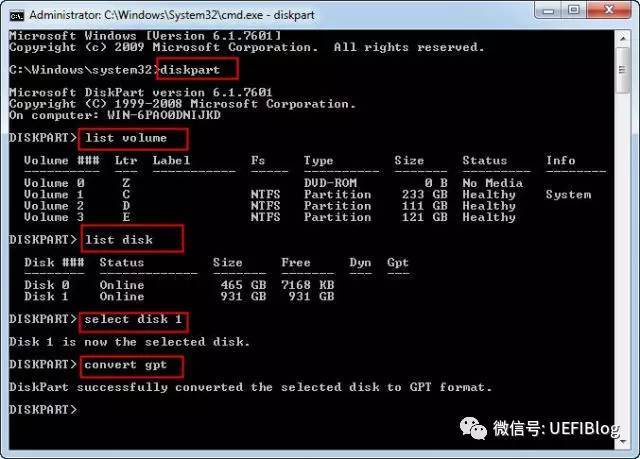 Administrator: C:\Windows\System32\cmd.exe - diskpart
Microsoft Windows [Version 6.1.7601]
Copyright (c) 2009 Microsoft Corporation.  All rights reserved.
C:\Windows\system32>diskpart
Microsoft DiskPart version 6.1.7601
Copyright (C) 1999-2008 Microsoft Corporation.
On computer: WIN-6PAO0DNIJKD
DISKPART> list volume
Volume ###  Ltr  Label        Fs     Type        Size     Status     Info
Volume 0     Z                       DVD-ROM         0 B  No Media
Volume 1     C                NTFS   Partition    233 GB  Healthy    System
Volume 2     D                NTFS   Partition    111 GB  Healthy
Volume 3     E                NTFS   Partition    121 GB  Healthy
DISKPART> list disk
Disk ###  Status         Size     Free     Dyn  Gpt
Disk 0    Online          465 GB  7168 KB
Disk 1    Online          931 GB   931 GB
DISKPART> select disk 1
Disk 1 is now the selected disk.
DISKPART> convert gpt
DiskPart successfully converted the selected disk to GPT format.
DISKPART>
微信号: UEFIBlog